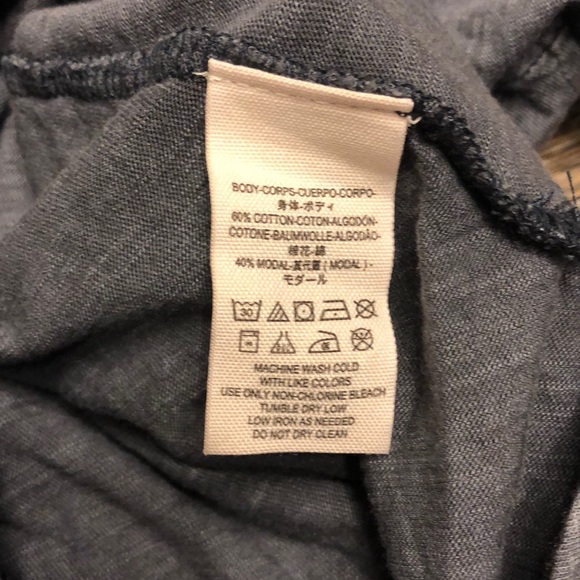 BODY-CORPS-CUERPO-CORPO-
身体-ボディ
60% COTTON-COTON-ALGODÓN-
COTONE-BAUMWOLLE-ALGODÃO-
棉花-綿
40% MODAL-莫代爾 ( MODAL ) -
モダール
30
MACHINE WASH COLD
WITH LIKE COLORS
USE ONLY NON-CHLORINE BLEACH
TUMBLE DRY LOW
LOW IRON AS NEEDED
DO NOT DRY CLEAN